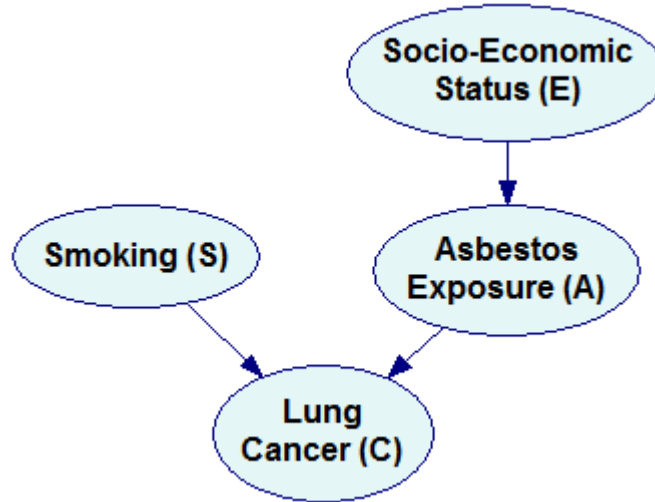 Socio-Economic
Status (E)
Smoking (S)
Asbestos
Exposure (A)
Lung
Cancer (C)